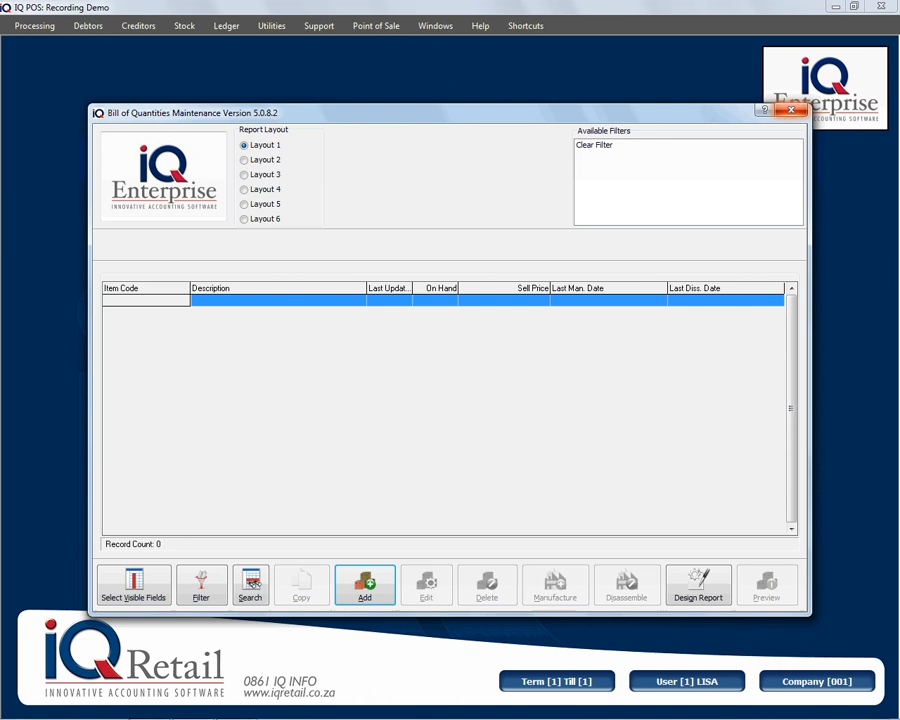 IQ POS: Recording Demo
Processing Debtors Creditors Stock Ledger Utilities Support Point of Sale Windows Help Shortcuts
iQ
Enterprise
Bill of Quantities Maintenance Version 5.0.8.2
iQ
Enterprise
INNOVATIVE ACCOUNTING SOFTWARE
Report Layout
Layout 1
Layout 2
Layout 3
Layout 4
Layout 5
Layout 6
Available Filters
Clear Filter
Item Code Description Last Updat... On Hand Sell Price Last Man. Date Last Diss. Date
Record Count: 0
Select Visible Fields Filter Search Copy Add Edit Delete Manufacture Disassemble Design Report Preview
iQ Retail
INNOVATIVE ACCOUNTING SOFTWARE
0861 IQ INFO
www.iqretail.co.za
Term [1] Till [1] User [1] LISA Company [001]